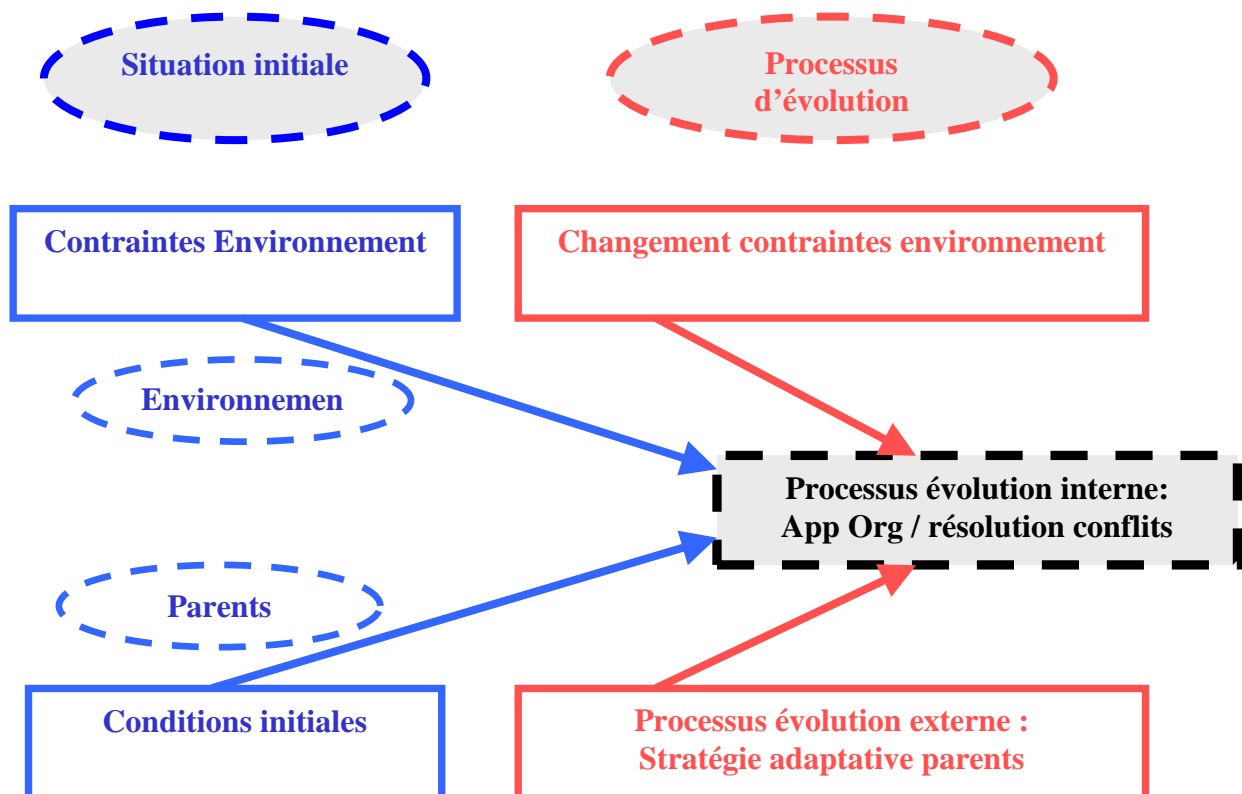 Situation initiale
Processus
d’évolution
Contraintes Environnement
Changement contraintes environnement
Environnemen
Processus évolution interne:
App Org / résolution conflits
Parents
Conditions initiales
Processus évolution externe :
Stratégie adaptative parents